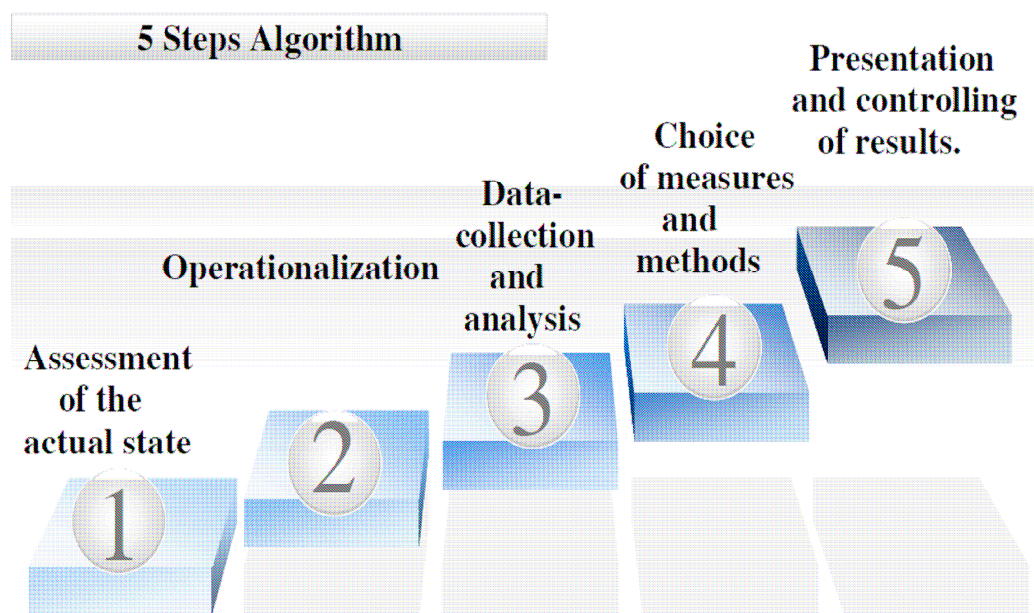 5 Steps Algorithm
Assessment
of the
actual state
1
Operationalization
2
Data-
collection
and
analysis
3
Choice
of measures
and
methods
4
Presentation
and controlling
of results.
5